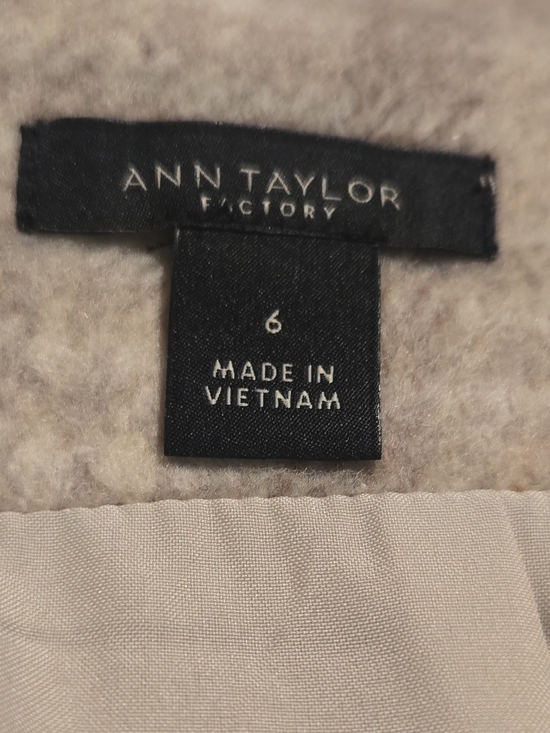 ANN TAYLOR
FACTORY
6
MADE IN
VIETNAM